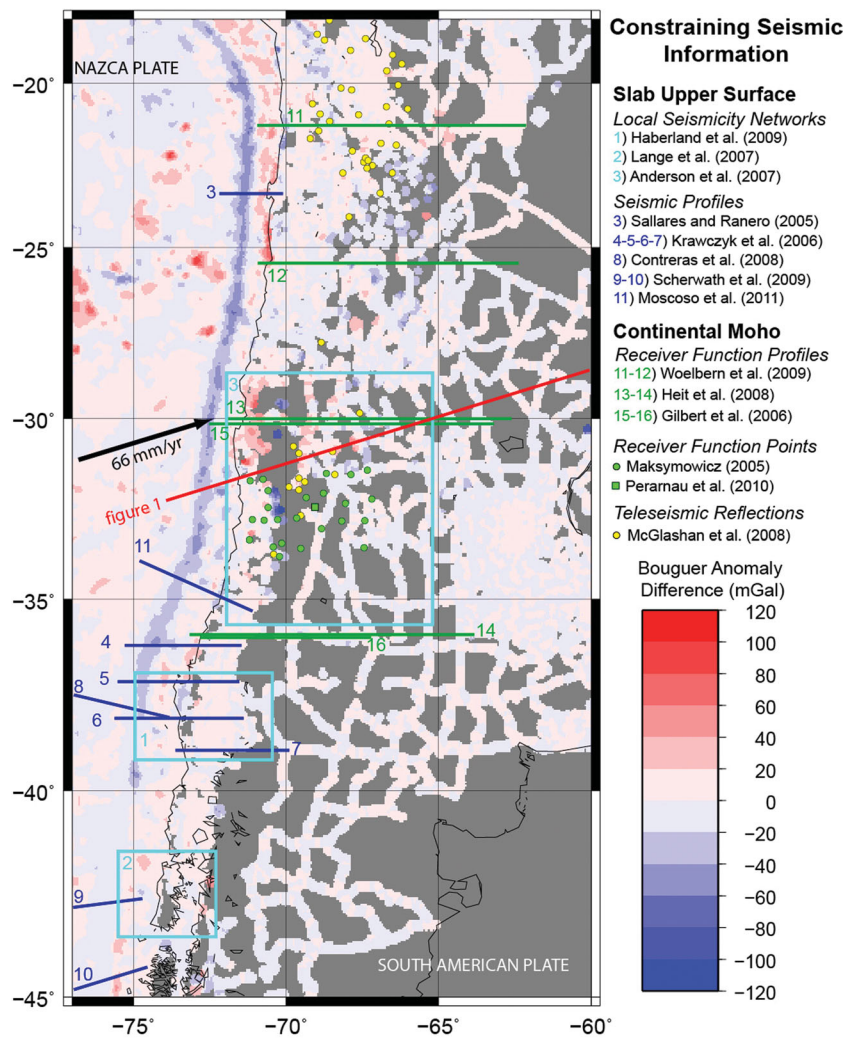 NAZCA PLATE
−20
−25
−30
−35
−40
−45
−75˚
−70˚
−65˚
−60˚
11
3
12
3
13
15
66 mm/yr
figure 1
11
14
16
4
5
8
6
1
7
2
9
10
SOUTH AMERICAN PLATE
Constraining Seismic
Information
Slab Upper Surface
Local Seismicity Networks
1) Haberland et al. (2009)
2) Lange et al. (2007)
3) Anderson et al. (2007)
Seismic Profiles
3) Sallares and Ranero (2005)
4-5-6-7) Krawczyk et al. (2006)
8) Contreras et al. (2008)
9-10) Scherwath et al. (2009)
11) Moscoso et al. (2011)
Continental Moho
Receiver Function Profiles
11-12) Woelbern et al. (2009)
13-14) Heit et al. (2008)
15-16) Gilbert et al. (2006)
Receiver Function Points
Maksymowicz (2005)
Perarnau et al. (2010)
Teleseismic Reflections
McGlashan et al. (2008)
Bouguer Anomaly
Difference (mGal)
120
100
80
60
40
20
0
−20
−40
−60
−80
−100
−120